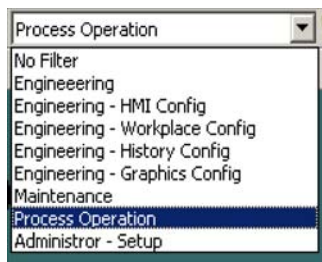 Process Operation
No Filter
Engineeering
Engineering - HMI Config
Engineering - Workplace Config
Engineering - History Config
Engineering - Graphics Config
Maintenance
Process Operation
Administror - Setup